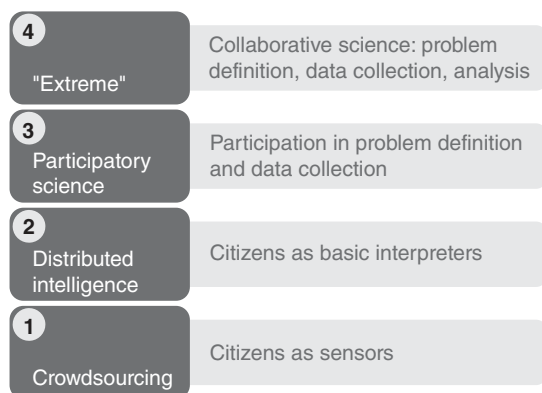 4
"Extreme"
Collaborative science: problem
definition, data collection, analysis
3
Participatory
science
Participation in problem definition
and data collection
2
Distributed
intelligence
Citizens as basic interpreters
1
Crowdsourcing
Citizens as sensors